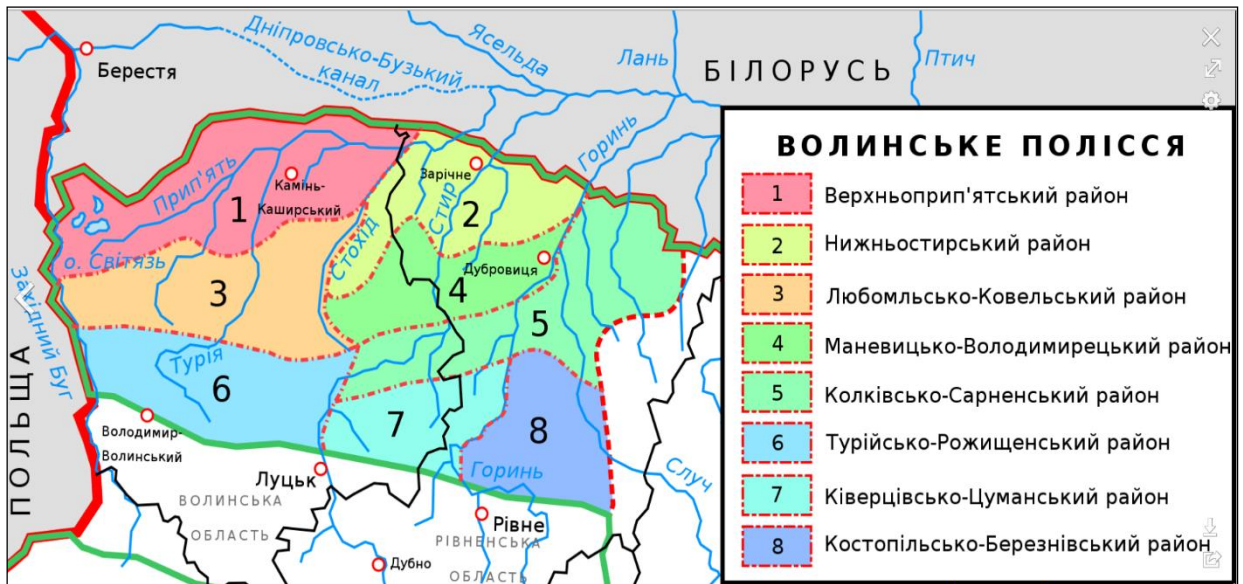 Дніпровсько-Бузький
канал
Ясельда
Лань
Птич
БІЛОРУСЬ
Берестя
Горинь
Прип'ять
Камінь-
Каширський
Зарічне
Стир
Стохід
Дубровиця
о. Світязь
Західний Буг
ПОЛЬЩА
Турія
1
2
3
4
5
6
7
8
Володимир-
Волинський
Луцьк
Горинь
Случ
ВОЛИНСЬКА
ОБЛАСТЬ
Рівне
РІВНЕНСЬКА
ОБЛАСТЬ
Дубно
ВОЛИНСЬКЕ ПОЛІССЯ
1 Верхньоприп'ятський район
2 Нижньостирський район
3 Любомльсько-Ковельський район
4 Маневицько-Володимирецький район
5 Колківсько-Сарненський район
6 Турійсько-Рожищенський район
7 Ківерцівсько-Цуманський район
8 Костопільсько-Березнівський район